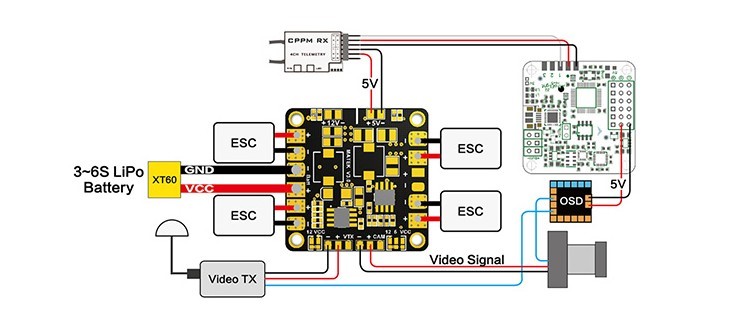 CPPM RX
4CH TELEMETRY
5V
+12V-
+5V-
ESC
ESC
3~6S LiPo
Battery
XT60
GND
VCC
ESC
ESC
5V
OSD
12 VCC
- + VTX
- + CAM
12 5 VCC
Video Signal
Video TX